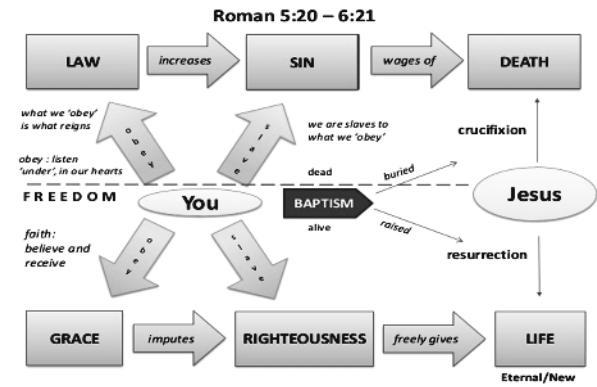 Roman 5:20 – 6:21
LAW
increases
SIN
wages of
DEATH
what we 'obey'
is what reigns
obey
slave
we are slaves to
what we 'obey'
crucifixion
obey : listen
'under', in our hearts
dead
buried
FREEDOM
You
BAPTISM
Jesus
alive
raised
faith:
believe and
receive
obey
slave
resurrection
GRACE
imputes
RIGHTEOUSNESS
freely gives
LIFE
Eternal/New